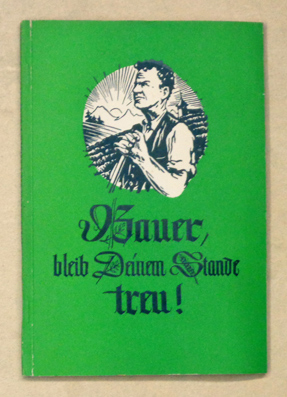 Bauer,
bleib Deinem Stande
treu!